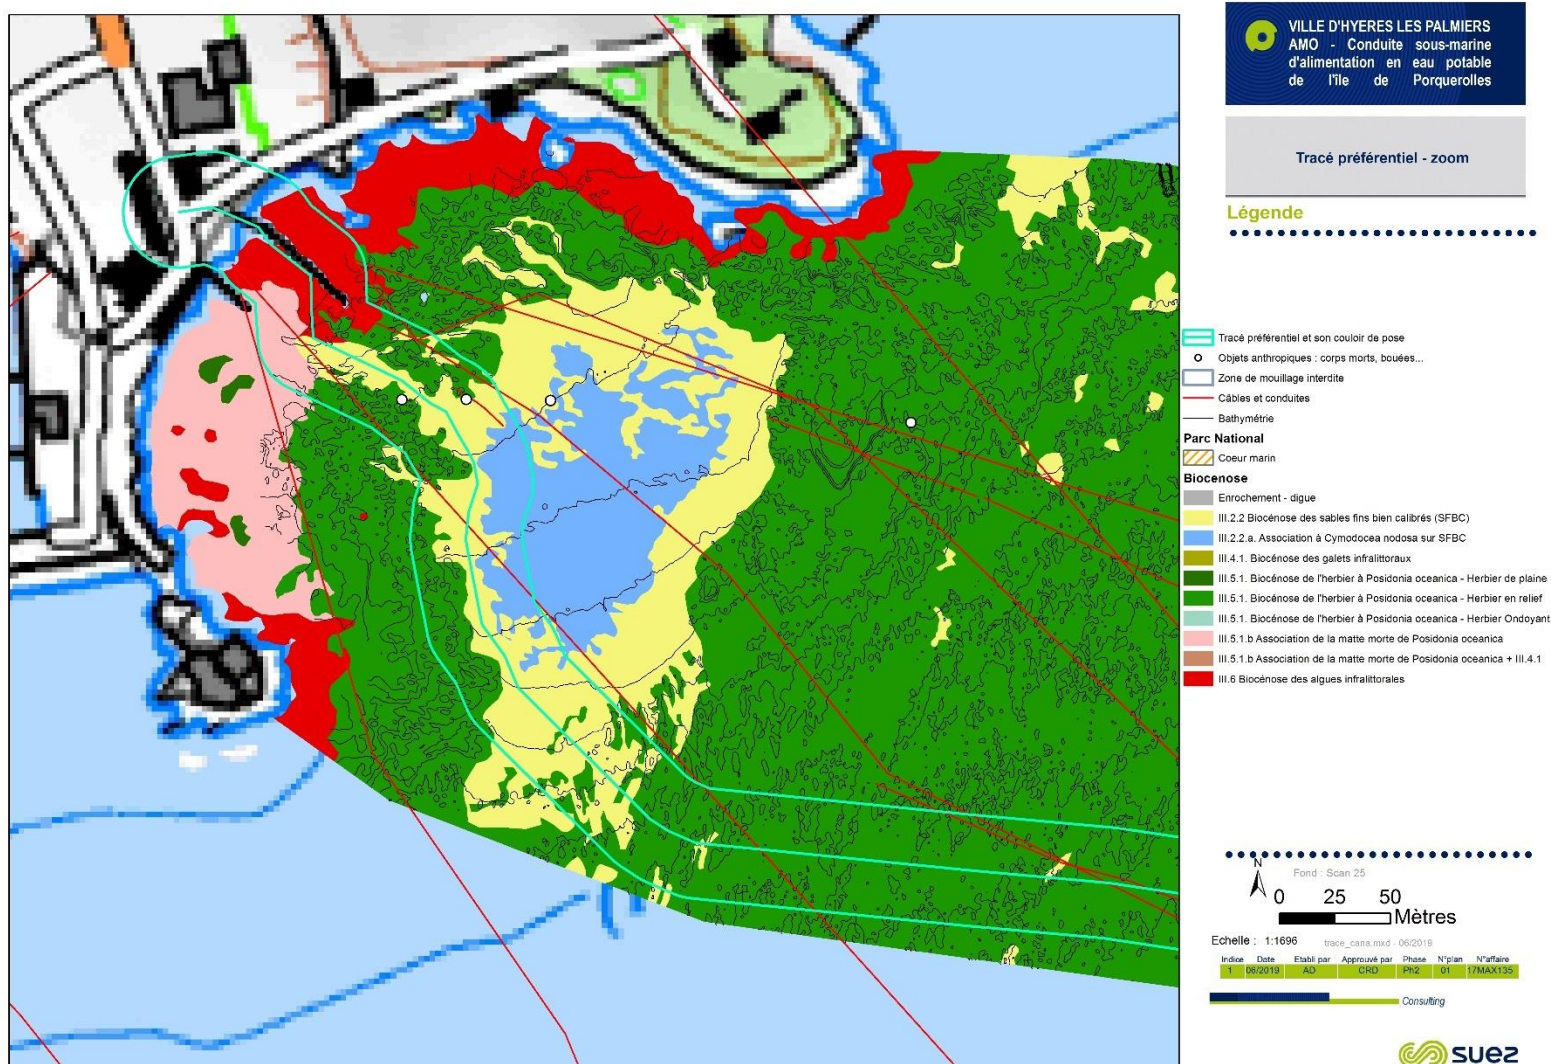 VILLE D'HYERES LES PALMIERS
AMO - Conduite sous-marine
d'alimentation en eau potable
de l'île de Porquerolles
Tracé préférentiel - zoom
Légende
Tracé préférentiel et son couloir de pose
Objets anthropiques : corps morts, bouées...
Zone de mouillage interdite
Câbles et conduites
Bathymétrie
Parc National
Coeur marin
Biocenose
Enrochement - digue
III.2.2 Biocénose des sables fins bien calibrés (SFBC)
III.2.2.a. Association à Cymodocea nodosa sur SFBC
III.4.1. Biocénose des galets infralittoraux
III.5.1. Biocénose de l'herbier à Posidonia oceanica - Herbier de plaine
III.5.1. Biocénose de l'herbier à Posidonia oceanica - Herbier en relief
III.5.1. Biocénose de l'herbier à Posidonia oceanica - Herbier Ondoyant
III.5.1.b Association de la matte morte de Posidonia oceanica
III.5.1.b Association de la matte morte de Posidonia oceanica + III.4.1
III.6 Biocénose des algues infralittorales
N
Fond : Scan 25
0 25 50
Mètres
Echelle : 1:1696 trace_cana.mxd - 06/2019
Indice Date Etabli par Approuvé par Phase N°plan N°affaire
1 06/2019 AD CRD Ph2 01 17MAX135
Consulting
suez